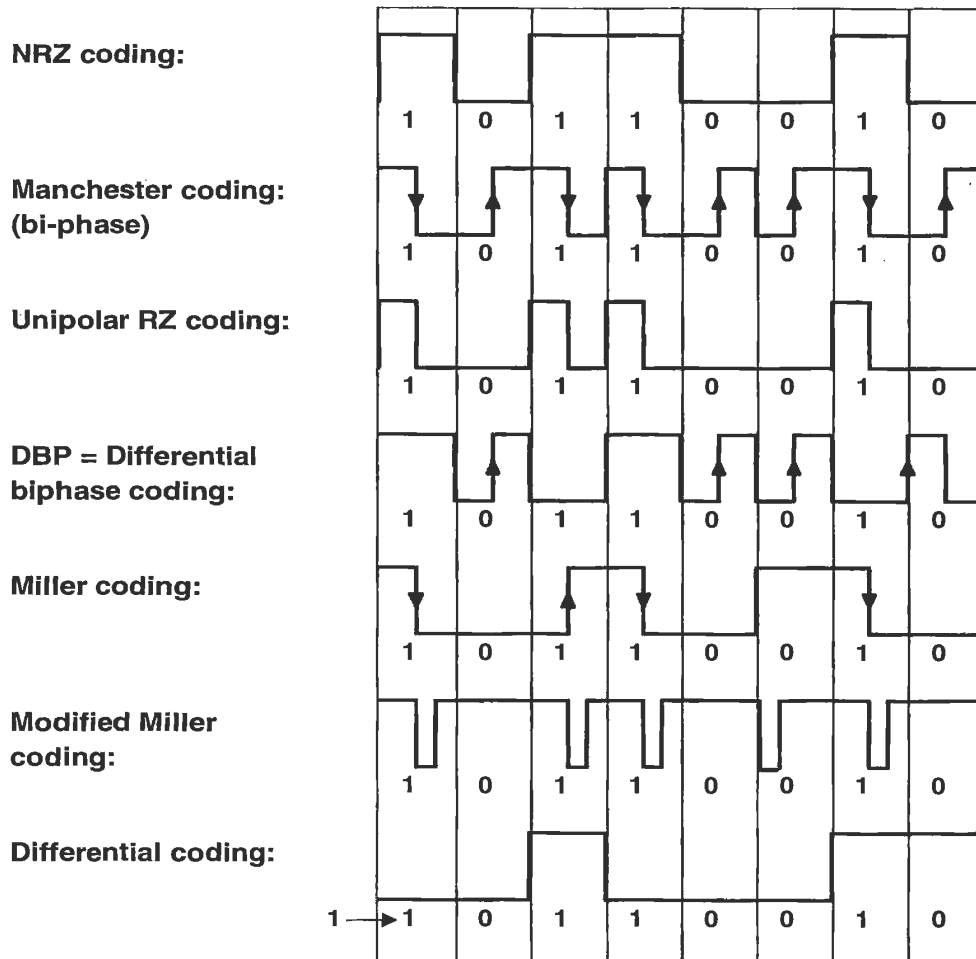 NRZ coding:
1 0 1 1 0 0 1 0
Manchester coding:
(bi-phase)
1 0 1 1 0 0 1 0
Unipolar RZ coding:
1 0 1 1 0 0 1 0
DBP = Differential
biphase coding:
1 0 1 1 0 0 1 0
Miller coding:
1 0 1 1 0 0 1 0
Modified Miller
coding:
1 0 1 1 0 0 1 0
Differential coding:
1 1 0 1 1 0 0 1 0